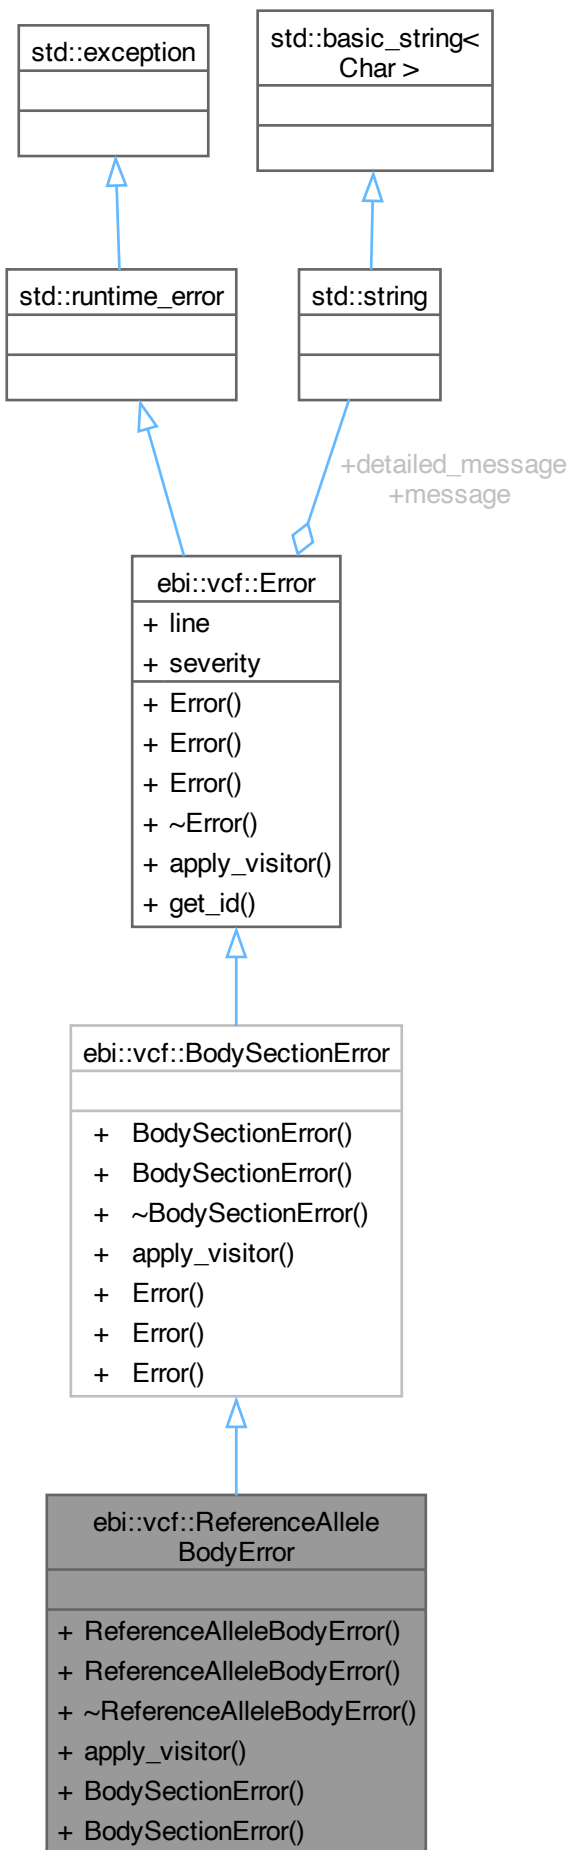 std::exception
std::basic_string<
Char >
std::runtime_error
std::string
+detailed_message
+message
ebi::vcf::Error
+ line
+ severity
+ Error()
+ Error()
+ Error()
+ ~Error()
+ apply_visitor()
+ get_id()
ebi::vcf::BodySectionError
+ BodySectionError()
+ BodySectionError()
+ ~BodySectionError()
+ apply_visitor()
+ Error()
+ Error()
+ Error()
ebi::vcf::ReferenceAllele
BodyError
+ ReferenceAlleleBodyError()
+ ReferenceAlleleBodyError()
+ ~ReferenceAlleleBodyError()
+ apply_visitor()
+ BodySectionError()
+ BodySectionError()